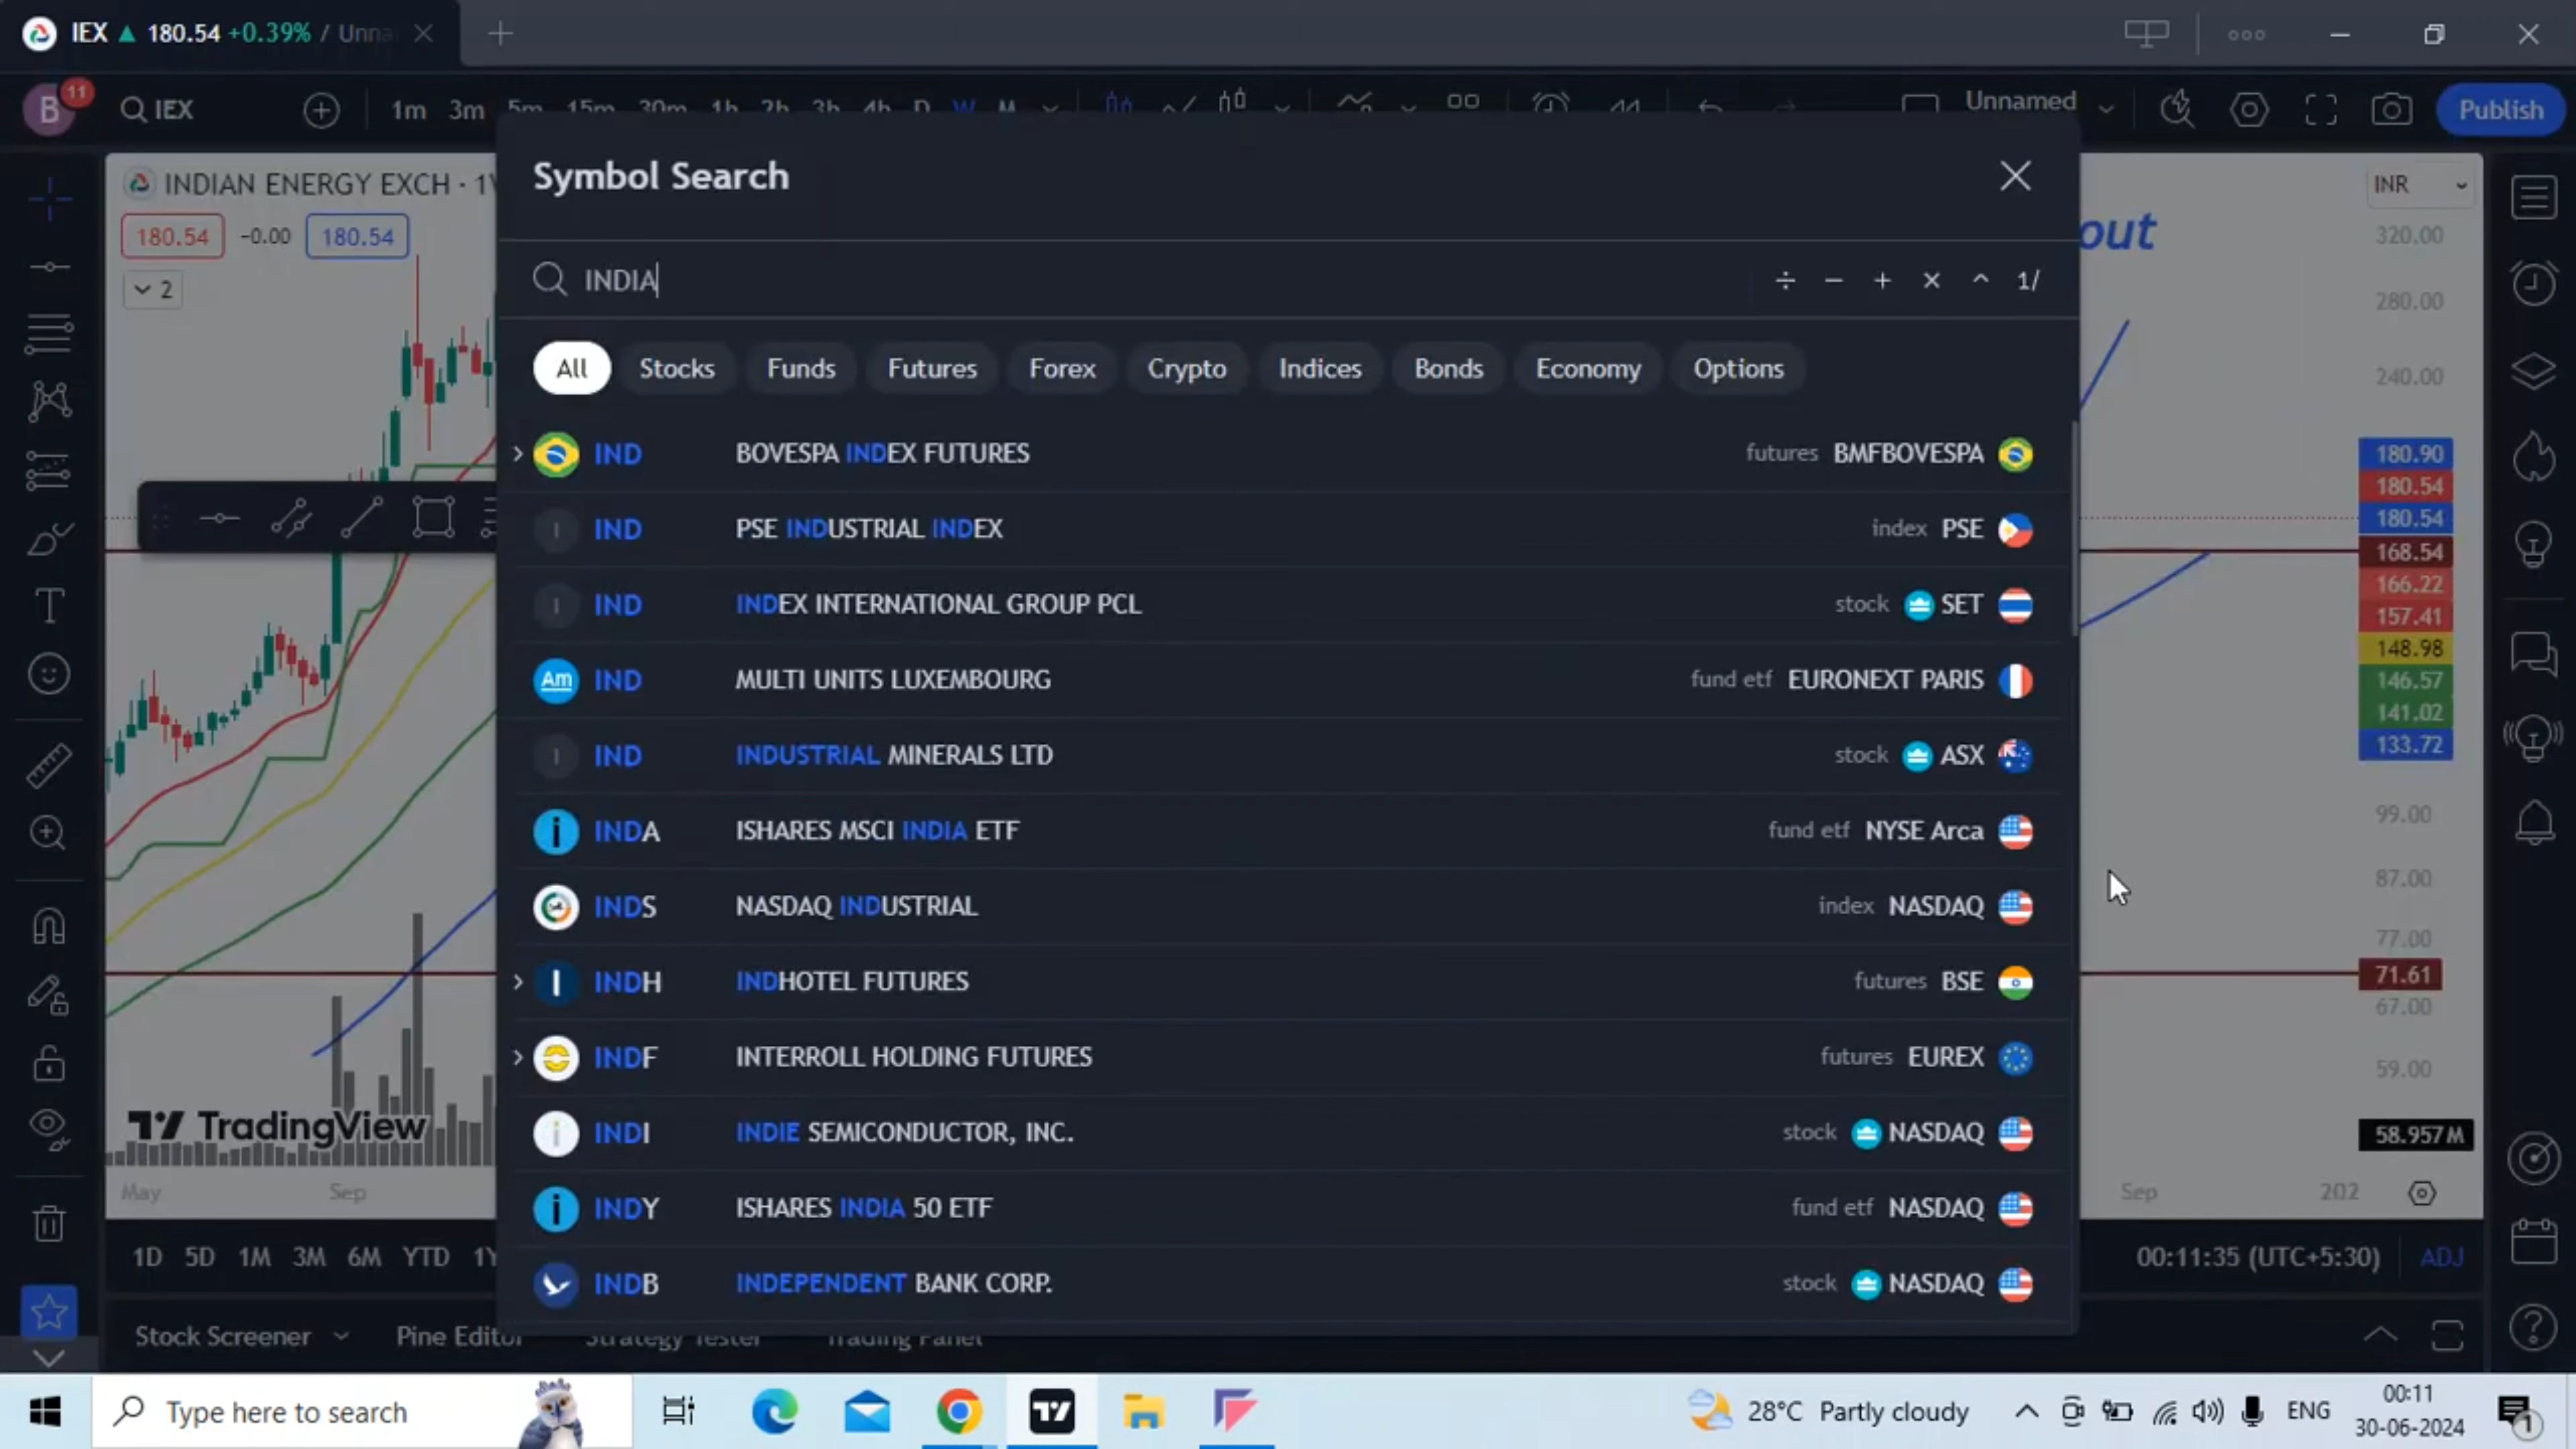 IEX ▲ 180.54 +0.39% / Unna
B 11 IEX 1m 3m 5m 15m 30m 1h 2h 3h 4h D W M Unnamed Publish
INDIAN ENERGY EXCH · 1W
180.54 -0.00 180.54
2
Symbol Search
INDIA ÷ − + × ^ 1/
All Stocks Funds Futures Forex Crypto Indices Bonds Economy Options
IND BOVESPA INDEX FUTURES futures BMFBOVESPA
IND PSE INDUSTRIAL INDEX index PSE
IND INDEX INTERNATIONAL GROUP PCL stock SET
Am IND MULTI UNITS LUXEMBOURG fund etf EURONEXT PARIS
IND INDUSTRIAL MINERALS LTD stock ASX
INDA ISHARES MSCI INDIA ETF fund etf NYSE Arca
INDS NASDAQ INDUSTRIAL index NASDAQ
INDH INDHOTEL FUTURES futures BSE
INDF INTERROLL HOLDING FUTURES futures EUREX
INDI INDIE SEMICONDUCTOR, INC. stock NASDAQ
INDY ISHARES INDIA 50 ETF fund etf NASDAQ
INDB INDEPENDENT BANK CORP. stock NASDAQ
out
INR
320.00
280.00
240.00
180.90
180.54
180.54
168.54
166.22
157.41
148.98
146.57
141.02
133.72
99.00
87.00
77.00
71.61
67.00
59.00
58.957 M
TradingView
May Sep Sep 202
1D 5D 1M 3M 6M YTD 1Y 00:11:35 (UTC+5:30) ADJ
Stock Screener Pine Editor Strategy Tester Trading Panel
Type here to search 28°C Partly cloudy ENG 00:11
30-06-2024 1